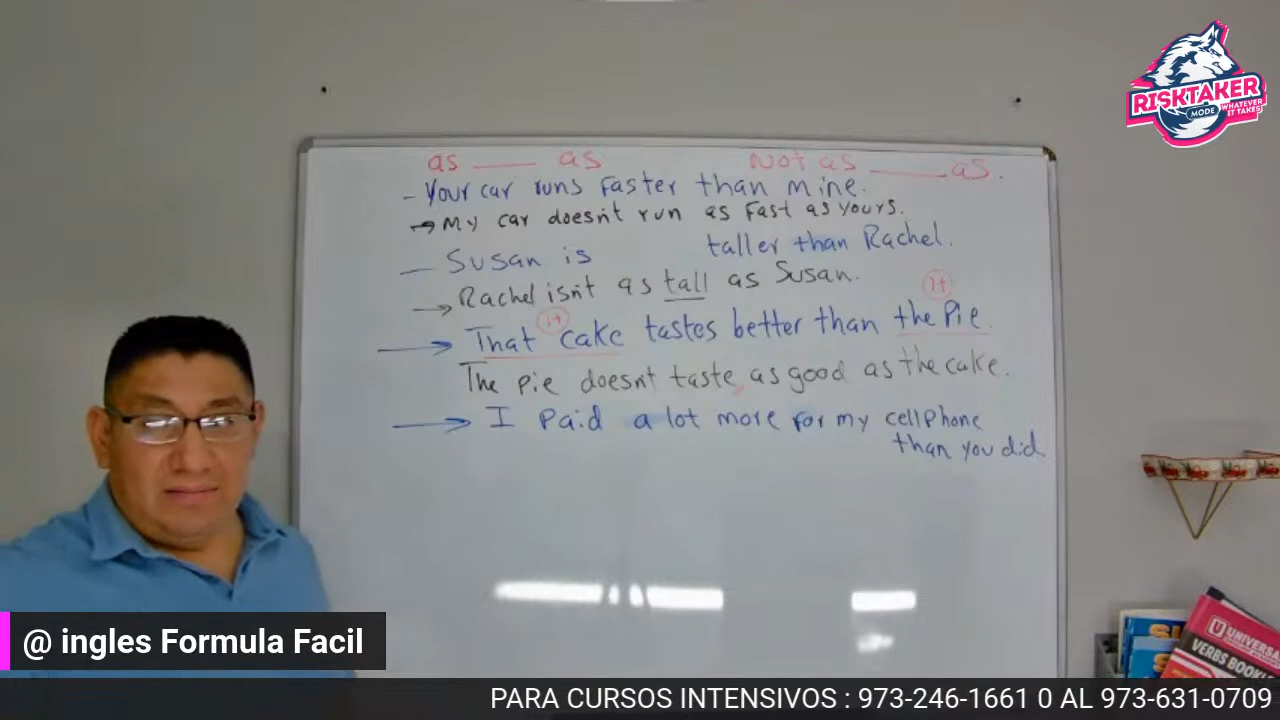 RISKTAKER
MODE
WHATEVER
IT TAKES!
as ____ as Not as ____ as.
- Your car runs faster than mine.
→ My car doesn't run as fast as yours.
— Susan is taller than Rachel.
→ Rachel isn't as tall as Susan.
it it
→ That cake tastes better than the Pie.
The pie doesnt taste as good as the cake.
→ I Paid a lot more for my cellPhone
than you did
VERBS BOOK
@ ingles Formula Facil
PARA CURSOS INTENSIVOS : 973-246-1661 0 AL 973-631-0709